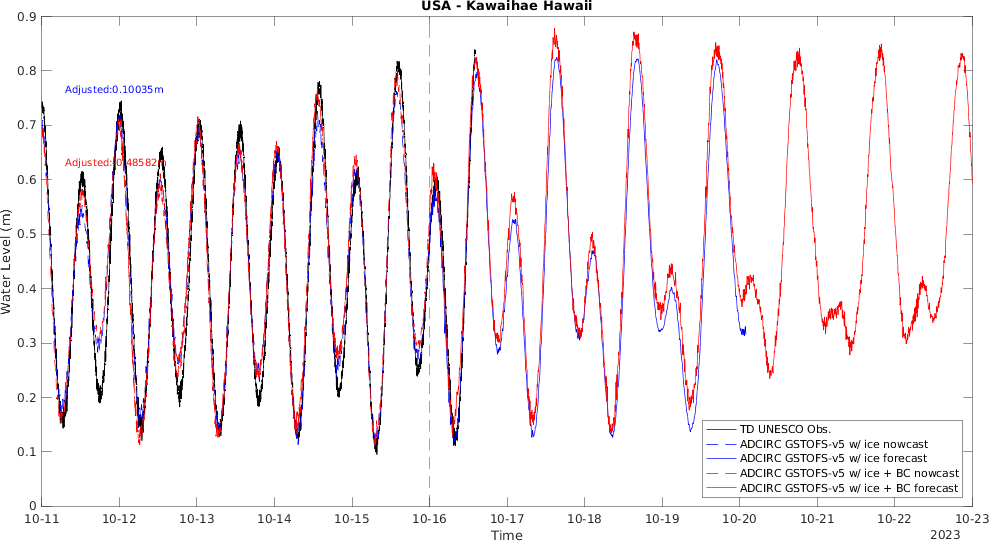 USA - Kawaihae Hawaii
Water Level (m)
0.9
0.8
0.7
0.6
0.5
0.4
0.3
0.2
0.1
0
Adjusted:0.10035m
Adjusted:-0.48582m
TD UNESCO Obs.
ADCIRC GSTOFS-v5 w/ ice nowcast
ADCIRC GSTOFS-v5 w/ ice forecast
ADCIRC GSTOFS-v5 w/ ice + BC nowcast
ADCIRC GSTOFS-v5 w/ ice + BC forecast
10-11 10-12 10-13 10-14 10-15 10-16 10-17 10-18 10-19 10-20 10-21 10-22 10-23
Time
2023